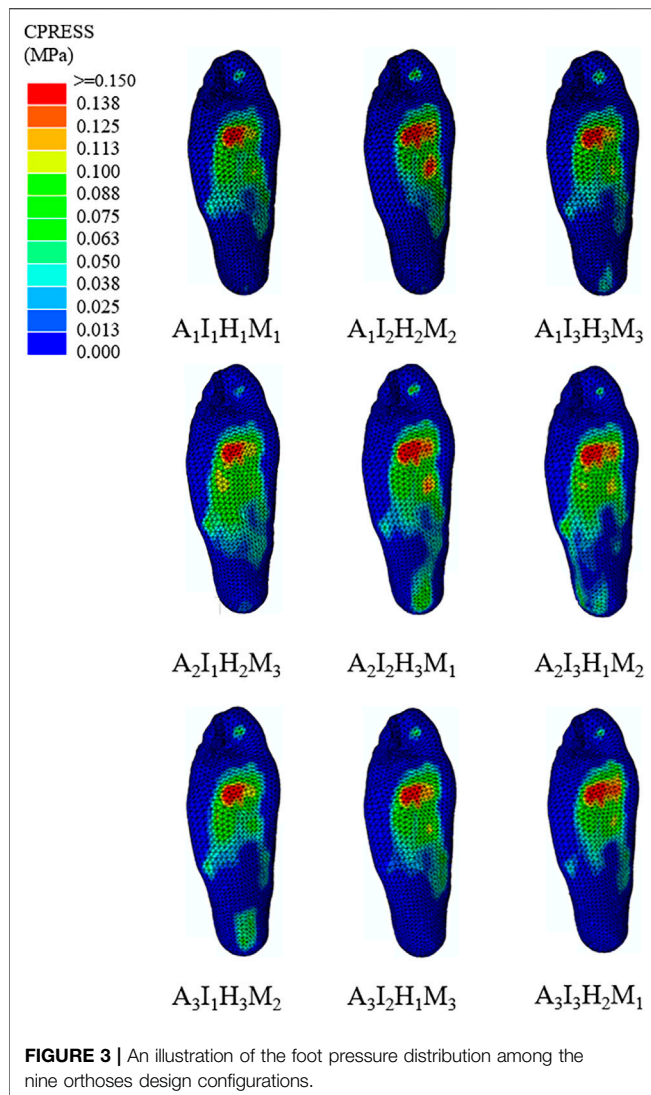 CPRESS
(MPa)
>=0.150
0.138
0.125
0.113
0.100
0.088
0.075
0.063
0.050
0.038
0.025
0.013
0.000
A₁I₁H₁M₁ A₁I₂H₂M₂ A₁I₃H₃M₃
A₂I₁H₂M₃ A₂I₂H₃M₁ A₂I₃H₁M₂
A₃I₁H₃M₂ A₃I₂H₁M₃ A₃I₃H₂M₁
FIGURE 3 | An illustration of the foot pressure distribution among the
nine orthoses design configurations.